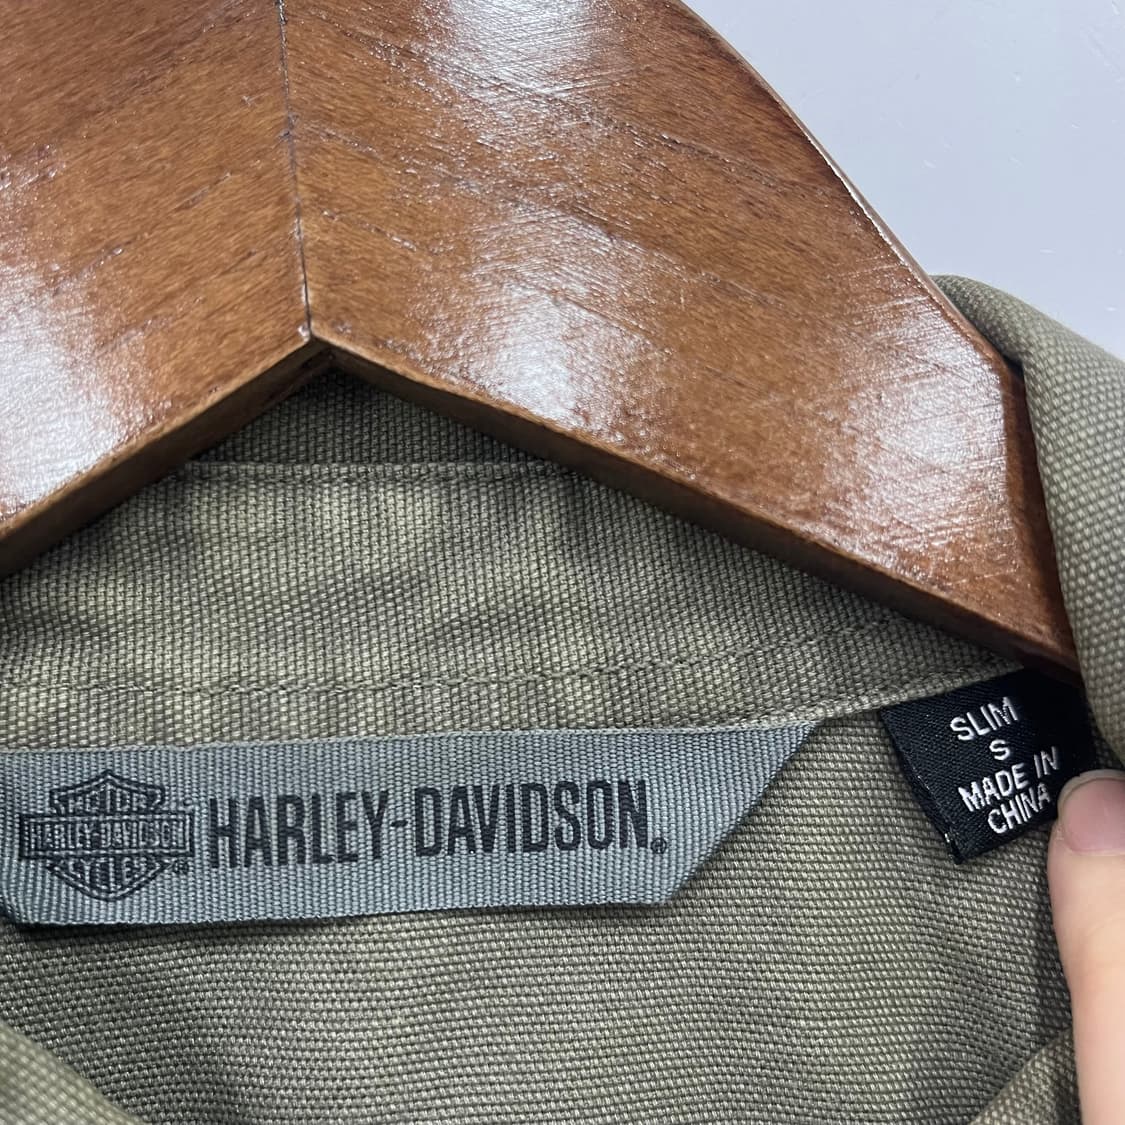 MOTOR
HARLEY-DAVIDSON
CYCLES
HARLEY-DAVIDSON®
SLIM
S
MADE IN
CHINA